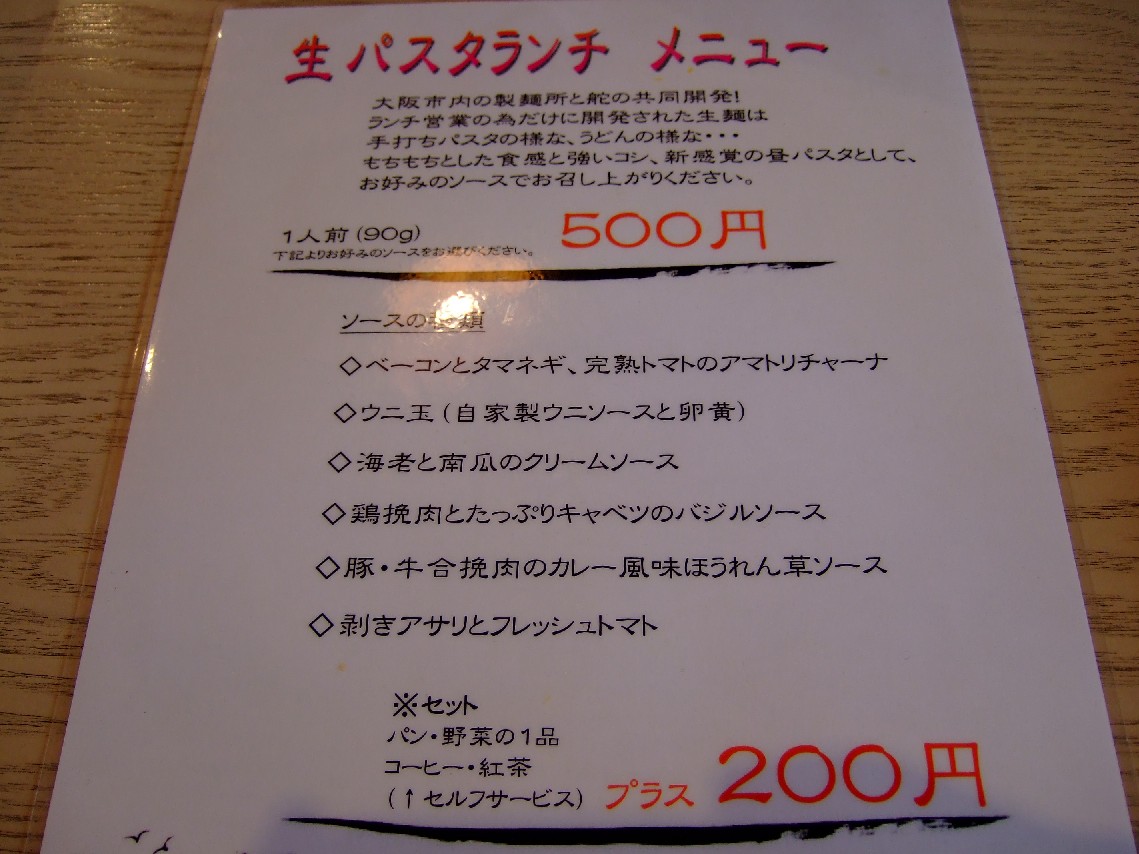 生パスタランチ メニュー
大阪市内の製麺所と舵の共同開発!
ランチ営業の為だけに開発された生麺は
手打ちパスタの様な、うどんの様な・・・
もちもちとした食感と強いコシ、新感覚の昼パスタとして、
お好みのソースでお召し上がりください。
1人前(90g) 500円
下記よりお好みのソースをお選びください。
ソースの種類
◇ベーコンとタマネギ、完熟トマトのアマトリチャーナ
◇ウニ玉(自家製ウニソースと卵黄)
◇海老と南瓜のクリームソース
◇鶏挽肉とたっぷりキャベツのバジルソース
◇豚・牛合挽肉のカレー風味ほうれん草ソース
◇剥きアサリとフレッシュトマト
※セット
パン・野菜の1品
コーヒー・紅茶
(↑セルフサービス) プラス 200円